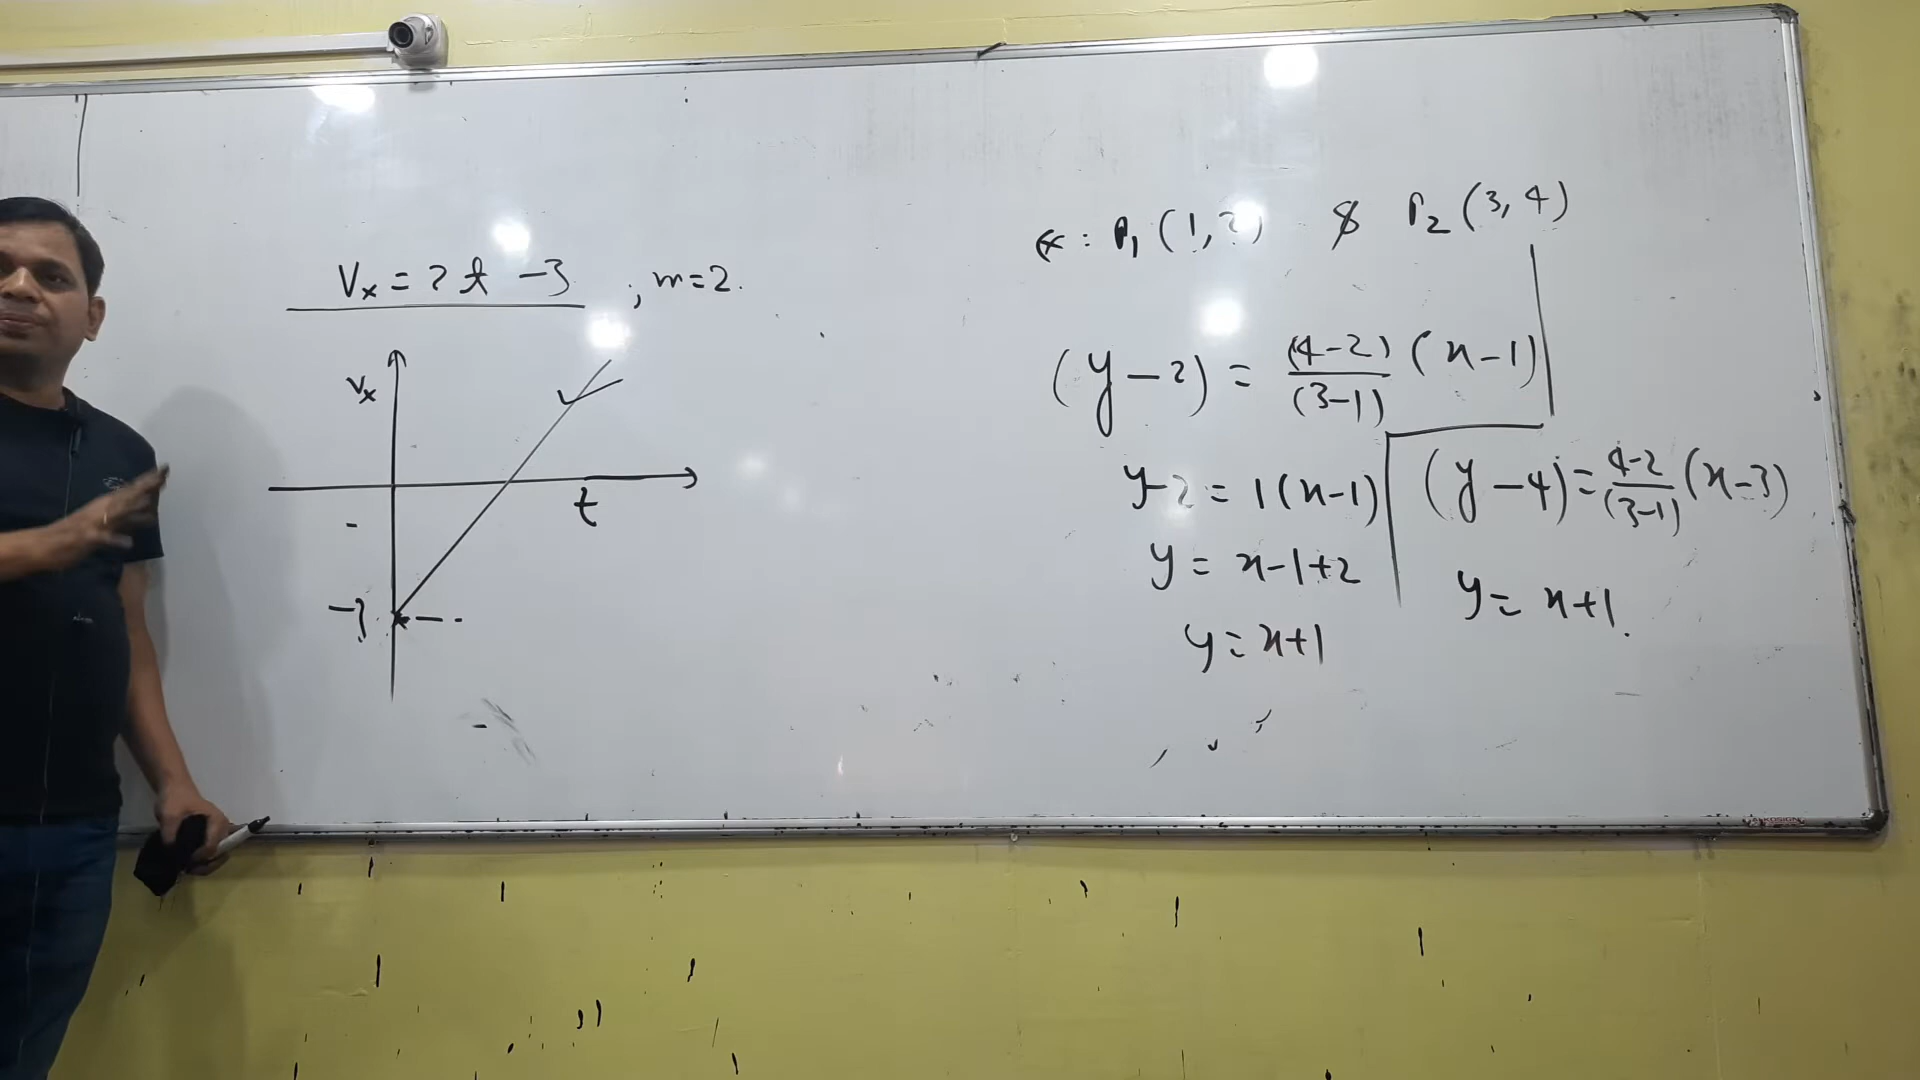 Vx = 2t - 3 ; m=2.
Vx
t
-3
Ex: P1 (1,2) & P2 (3,4)
(y-2) = (4-2)/(3-1) (x-1)
y-2 = 1(x-1)
y = x-1+2
y = x+1
(y-4) = 4-2/(3-1) (x-3)
y = x+1.